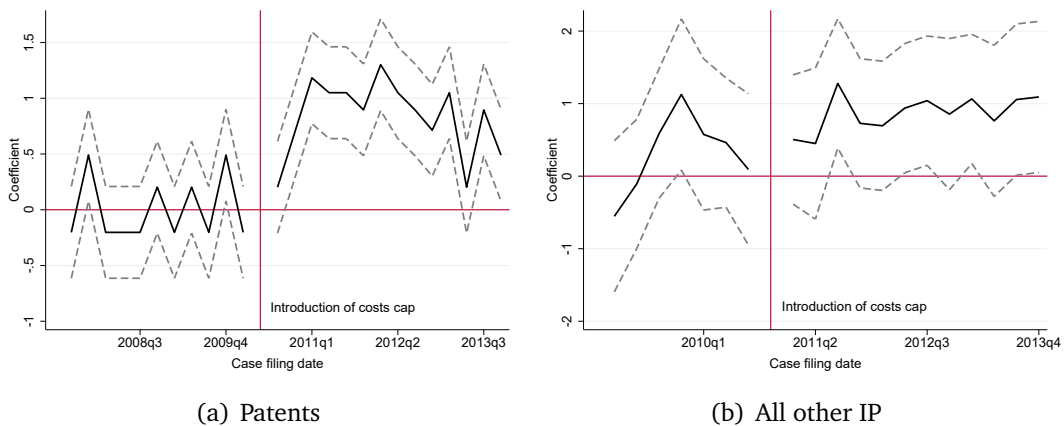 1.5
1
.5
0
-.5
-1
Coefficient
Introduction of costs cap
2008q3 2009q4 2011q1 2012q2 2013q3
Case filing date
(a) Patents
2
1
0
-1
-2
Coefficient
Introduction of costs cap
2010q1 2011q2 2012q3 2013q4
Case filing date
(b) All other IP